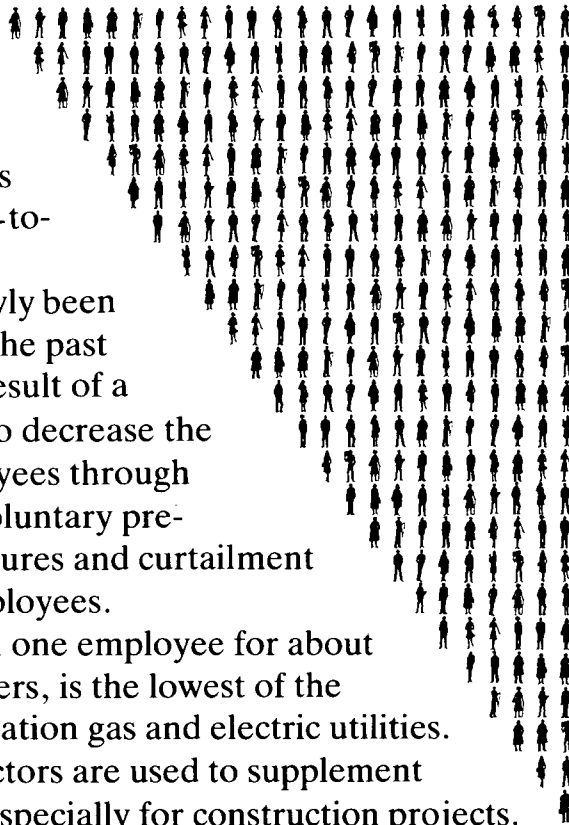 s
-to-
wly been
he past
esult of a
o decrease the
yees through
oluntary pre-
ures and curtailment
ployees.
one employee for about
ers, is the lowest of the
ation gas and electric utilities.
ctors are used to supplement
specially for construction projects.